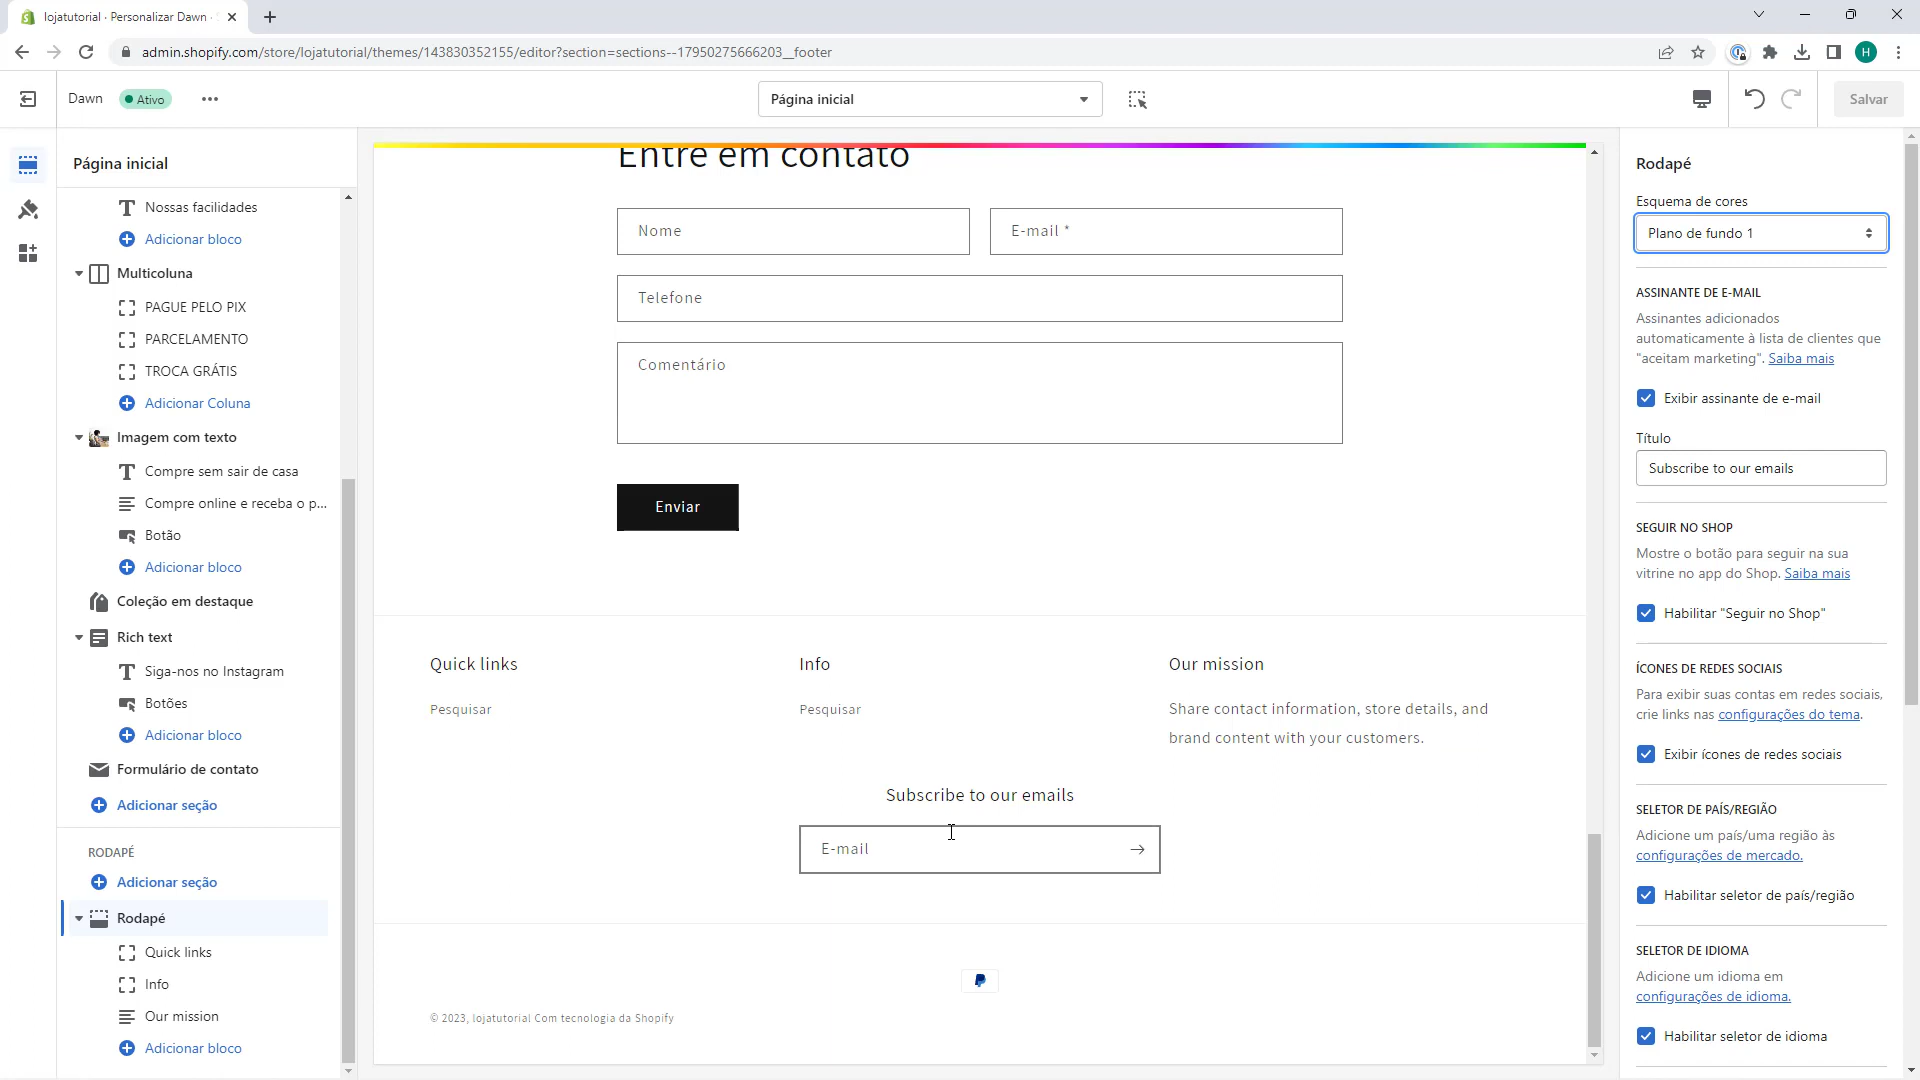 lojatutorial · Personalizar Dawn ·
admin.shopify.com/store/lojatutorial/themes/143830352155/editor?section=sections--17950275666203__footer
H
Dawn
Ativo
Página inicial
Salvar
Página inicial
Nossas facilidades
Adicionar bloco
Multicoluna
PAGUE PELO PIX
PARCELAMENTO
TROCA GRÁTIS
Adicionar Coluna
Imagem com texto
Compre sem sair de casa
Compre online e receba o p...
Botão
Adicionar bloco
Coleção em destaque
Rich text
Siga-nos no Instagram
Botões
Adicionar bloco
Formulário de contato
Adicionar seção
RODAPÉ
Adicionar seção
Rodapé
Quick links
Info
Our mission
Adicionar bloco
Entre em contato
Nome
E-mail *
Telefone
Comentário
Enviar
Quick links
Pesquisar
Info
Pesquisar
Our mission
Share contact information, store details, and
brand content with your customers.
Subscribe to our emails
E-mail
© 2023, lojatutorial Com tecnologia da Shopify
Rodapé
Esquema de cores
Plano de fundo 1
ASSINANTE DE E-MAIL
Assinantes adicionados
automaticamente à lista de clientes que
"aceitam marketing". Saiba mais
Exibir assinante de e-mail
Título
Subscribe to our emails
SEGUIR NO SHOP
Mostre o botão para seguir na sua
vitrine no app do Shop. Saiba mais
Habilitar "Seguir no Shop"
ÍCONES DE REDES SOCIAIS
Para exibir suas contas em redes sociais,
crie links nas configurações do tema.
Exibir ícones de redes sociais
SELETOR DE PAÍS/REGIÃO
Adicione um país/uma região às
configurações de mercado.
Habilitar seletor de país/região
SELETOR DE IDIOMA
Adicione um idioma em
configurações de idioma.
Habilitar seletor de idioma